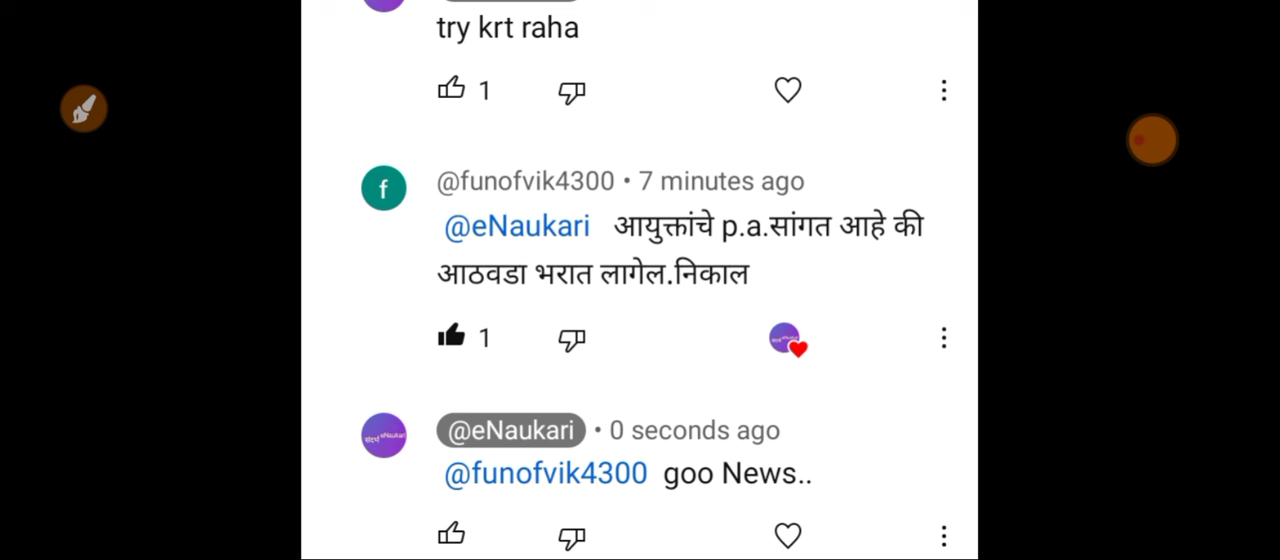 try krt raha
1
@funofvik4300 • 7 minutes ago
@eNaukari आयुक्तांचे p.a.सांगत आहे की
आठवडा भरात लागेल.निकाल
1
@eNaukari • 0 seconds ago
@funofvik4300 goo News..